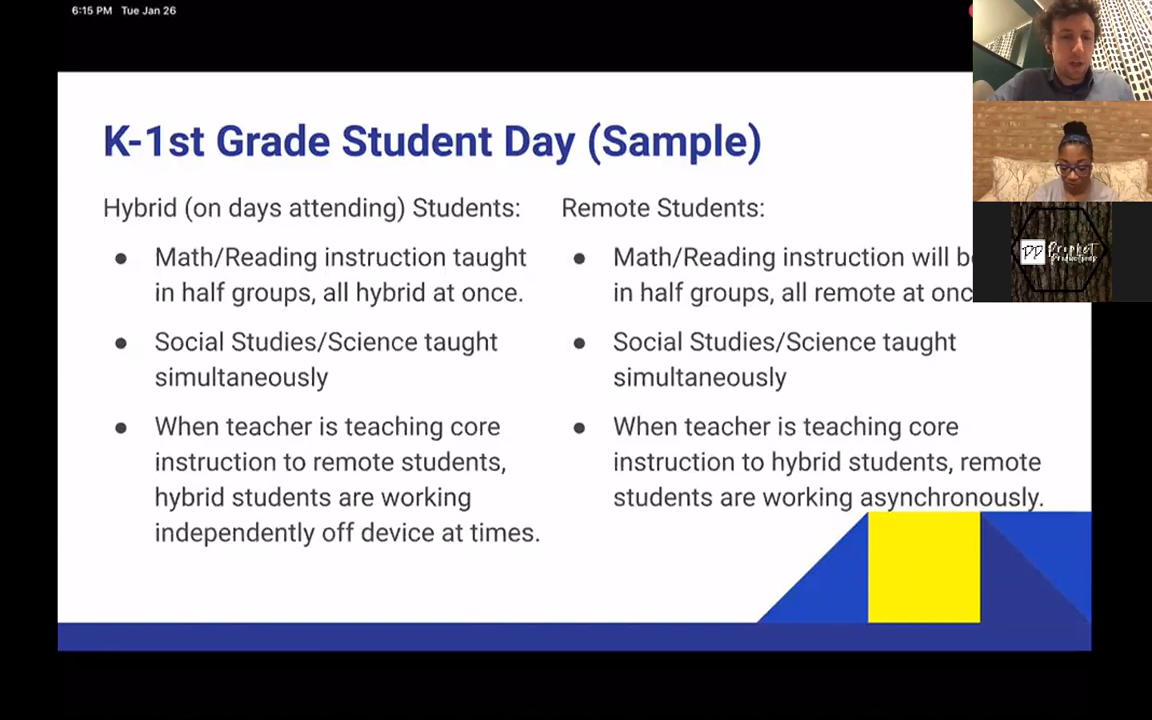 6:15 PM Tue Jan 26
K-1st Grade Student Day (Sample)
Hybrid (on days attending) Students:
● Math/Reading instruction taught
in half groups, all hybrid at once.
● Social Studies/Science taught
simultaneously
● When teacher is teaching core
instruction to remote students,
hybrid students are working
independently off device at times.
Remote Students:
● Math/Reading instruction will
in half groups, all remote at
● Social Studies/Science taught
simultaneously
● When teacher is teaching core
instruction to hybrid students, remote
students are working asynchronously.
Prophet
Productions